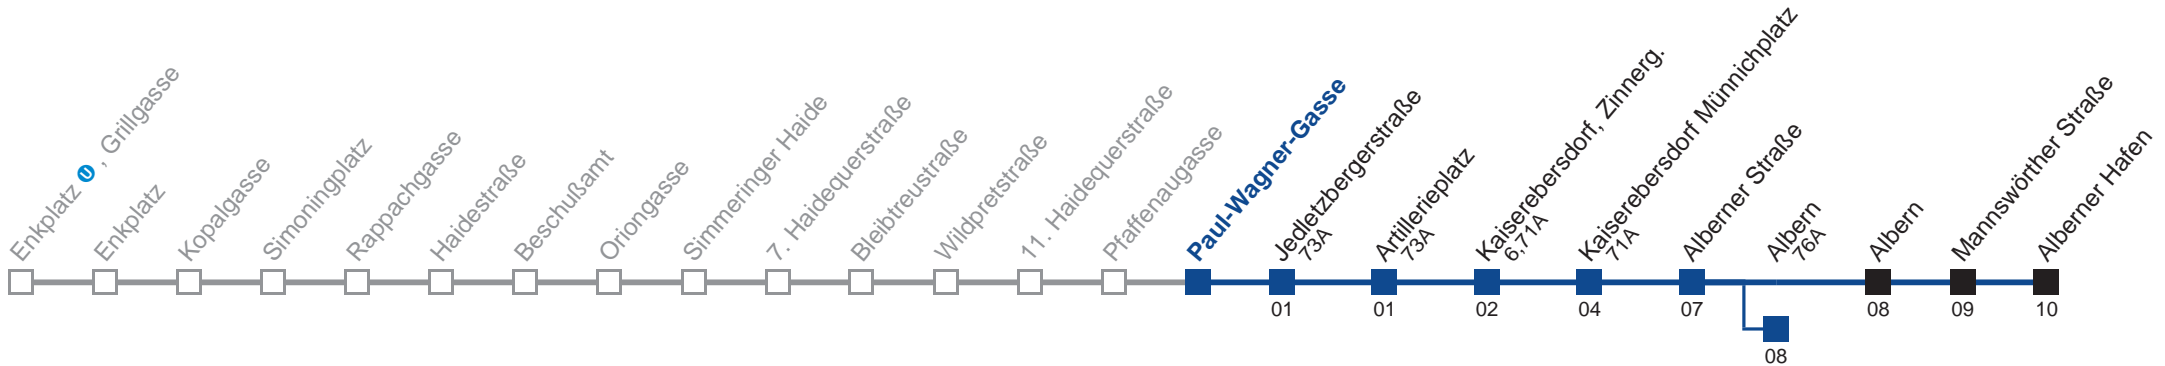 Enkplatz U, Grillgasse
Enkplatz
Kopalgasse
Simoningplatz
Rappachgasse
Haidestraße
Beschußamt
Oriongasse
Simmeringer Haide
7. Haidequerstraße
Bleibtreustraße
Wildpretstraße
11. Haidequerstraße
Pfaffenaugasse
Paul-Wagner-Gasse
Jedletzbergerstraße
73A
01
Artillerieplatz
73A
01
Kaiserebersdorf, Zinnerg.
6,71A
02
Kaiserebersdorf Münnichplatz
71A
04
Alberner Straße
07
Albern
76A
08
Albern
08
Mannswörther Straße
09
Alberner Hafen
10